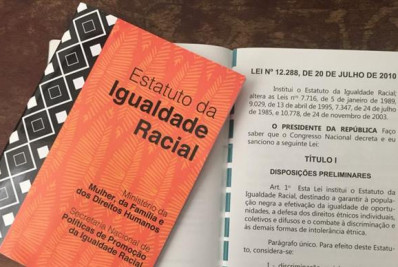 Estatuto da
Igualdade
Racial
Ministério da
Mulher, da Família e
dos Direitos Humanos
Secretaria Nacional de
Políticas de Promoção
da Igualdade Racial
LEI Nº 12.288, DE 20 DE JULHO DE 2010
Institui o Estatuto da Igualdade Racial;
altera as Leis nºs 7.716, de 5 de janeiro de 1989,
9.029, de 13 de abril de 1995, 7.347, de 24 de julho
de 1985, e 10.778, de 24 de novembro de 2003.
O PRESIDENTE DA REPÚBLICA Faço
saber que o Congresso Nacional decreta e eu
sanciono a seguinte Lei:
TÍTULO I
DISPOSIÇÕES PRELIMINARES
Art. 1º Esta Lei institui o Estatuto da
Igualdade Racial, destinado a garantir à popula-
ção negra a efetivação da igualdade de oportu-
nidades, a defesa dos direitos étnicos individuais,
coletivos e difusos e o combate à discriminação e
às demais formas de intolerância étnica.
Parágrafo único. Para efeito deste Estatu-
to, considera-se: